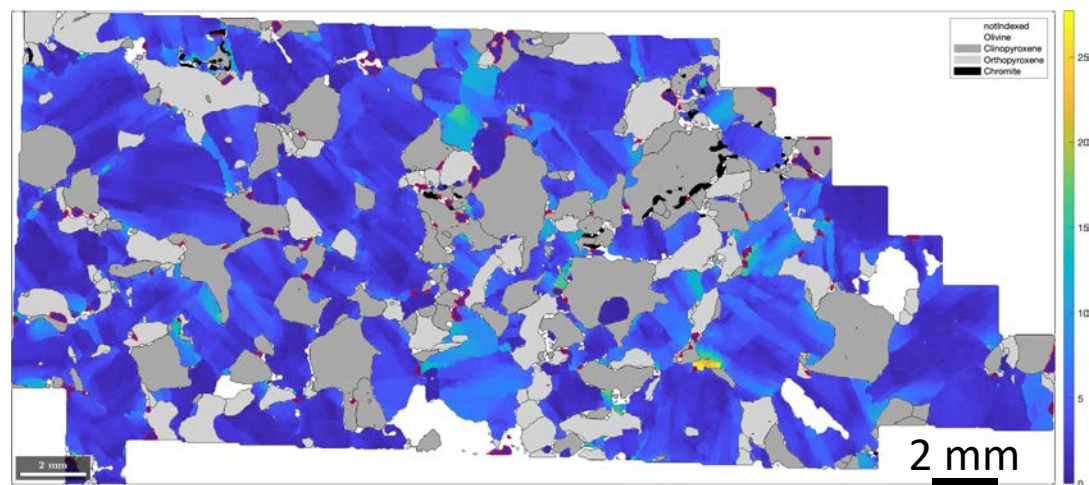 notIndexed
Olivine
Clinopyroxene
Orthopyroxene
Chromite
25
20
15
10
5
0
2 mm
2 mm